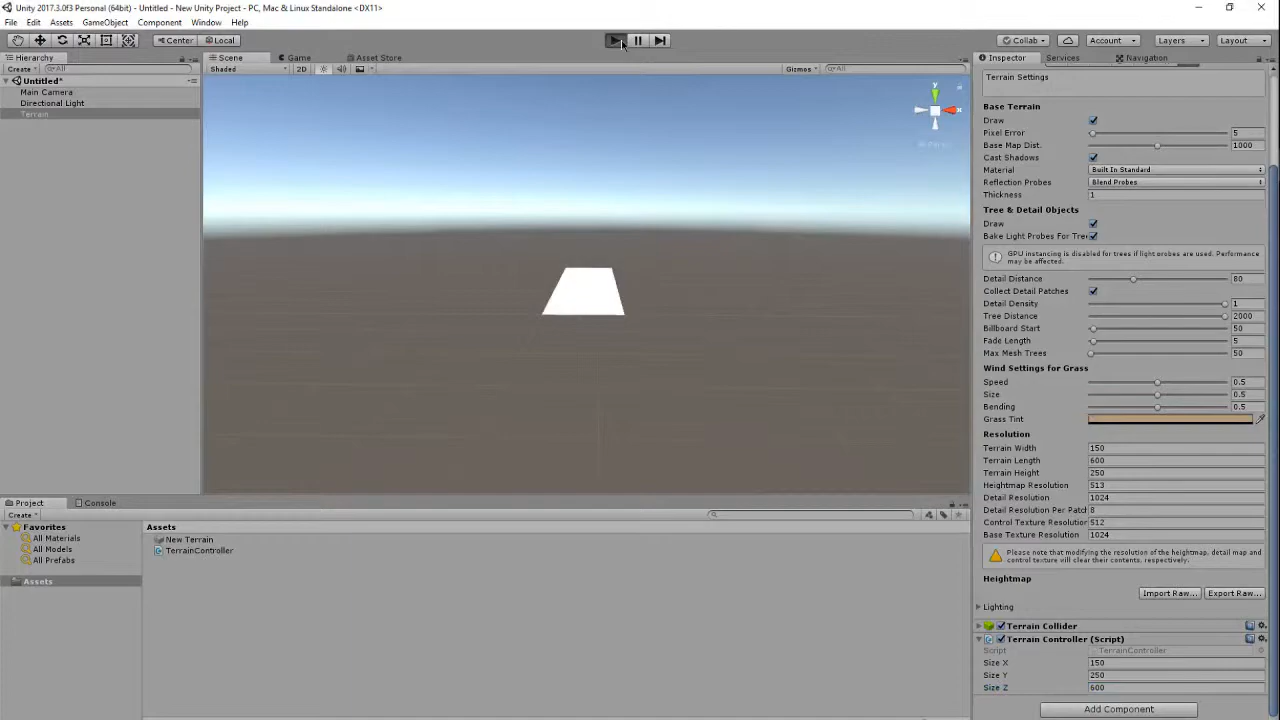 Unity 2017.3.0f3 Personal (64bit) - Untitled - New Unity Project - PC, Mac & Linux Standalone <DX11>
File Edit Assets GameObject Component Window Help
Center Local Collab Account Layers Layout
Hierarchy Scene Game Asset Store Inspector Services Navigation
Create All Shaded 2D Gizmos All
Untitled*
Main Camera
Directional Light
Terrain
y
Terrain Settings
Base Terrain
Draw
Pixel Error 5
Base Map Dist. 1000
Cast Shadows
Material Built In Standard
Reflection Probes Blend Probes
Thickness 1
Tree & Detail Objects
Draw
Bake Light Probes For Tree
GPU instancing is disabled for trees if light probes are used. Performance
may be affected.
Detail Distance 80
Collect Detail Patches
Detail Density 1
Tree Distance 2000
Billboard Start 50
Fade Length 5
Max Mesh Trees 50
Wind Settings for Grass
Speed 0.5
Size 0.5
Bending 0.5
Grass Tint
Resolution
Terrain Width 150
Terrain Length 600
Terrain Height 250
Heightmap Resolution 513
Detail Resolution 1024
Detail Resolution Per Patch 8
Control Texture Resolution 512
Base Texture Resolution 1024
Please note that modifying the resolution of the heightmap, detail map and
control texture will clear their contents, respectively.
Heightmap
Import Raw... Export Raw...
Lighting
Terrain Collider
Terrain Controller (Script)
Script TerrainController
Size X 150
Size Y 250
Size Z 600
Add Component
Project Console
Create
Favorites
All Materials
All Models
All Prefabs
Assets
Assets
New Terrain
TerrainController